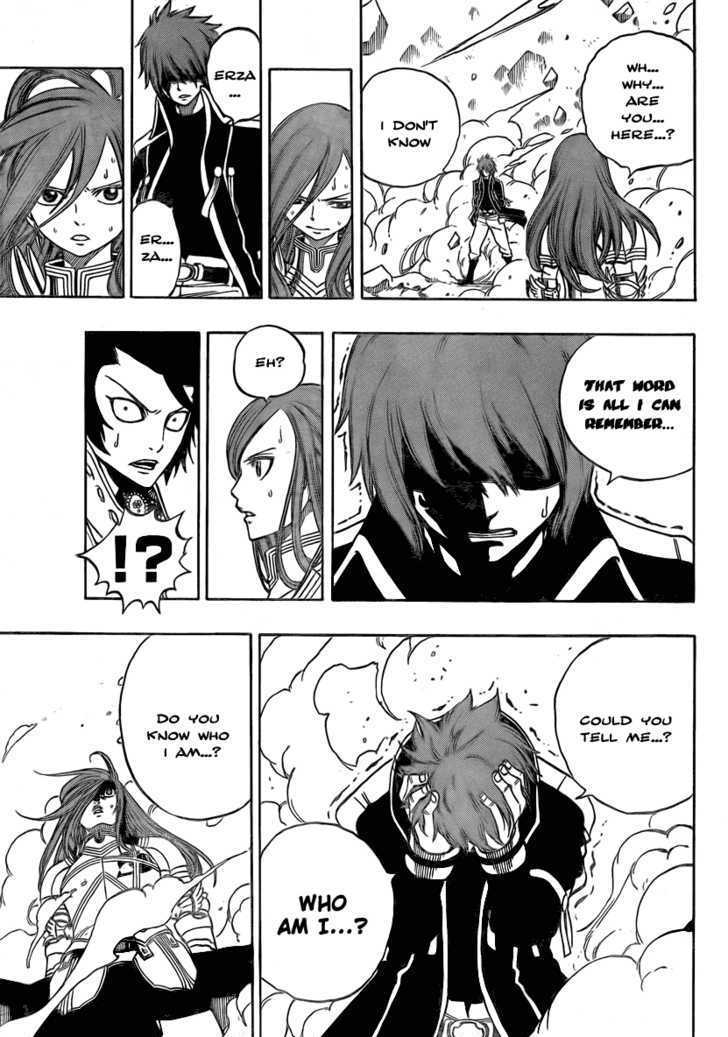 WH...
WHY...
ARE
YOU...
HERE...?
I DON'T
KNOW
ERZA
...
ER...
ZA...
THAT WORD
IS ALL I CAN
REMEMBER...
EH?
!?
COULD YOU
TELL ME...?
WHO
AM I...?
DO YOU
KNOW WHO
I AM...?